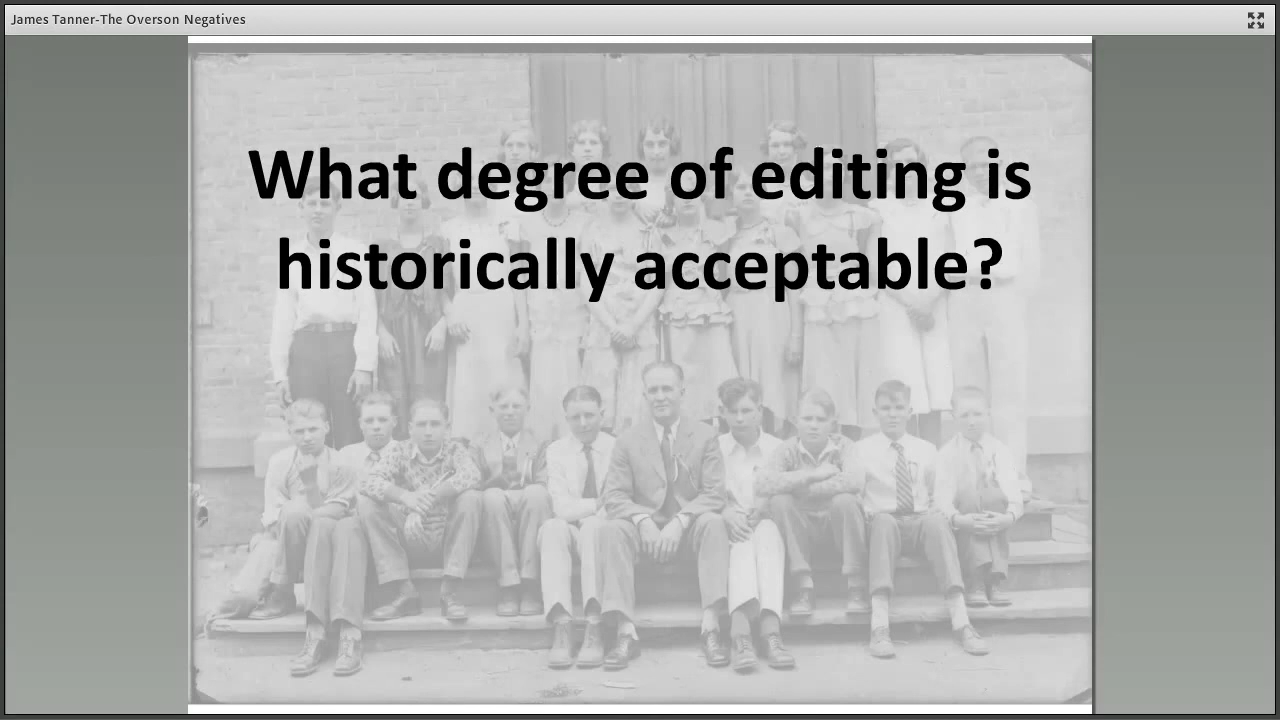 James Tanner-The Overson Negatives
What degree of editing is
historically acceptable?